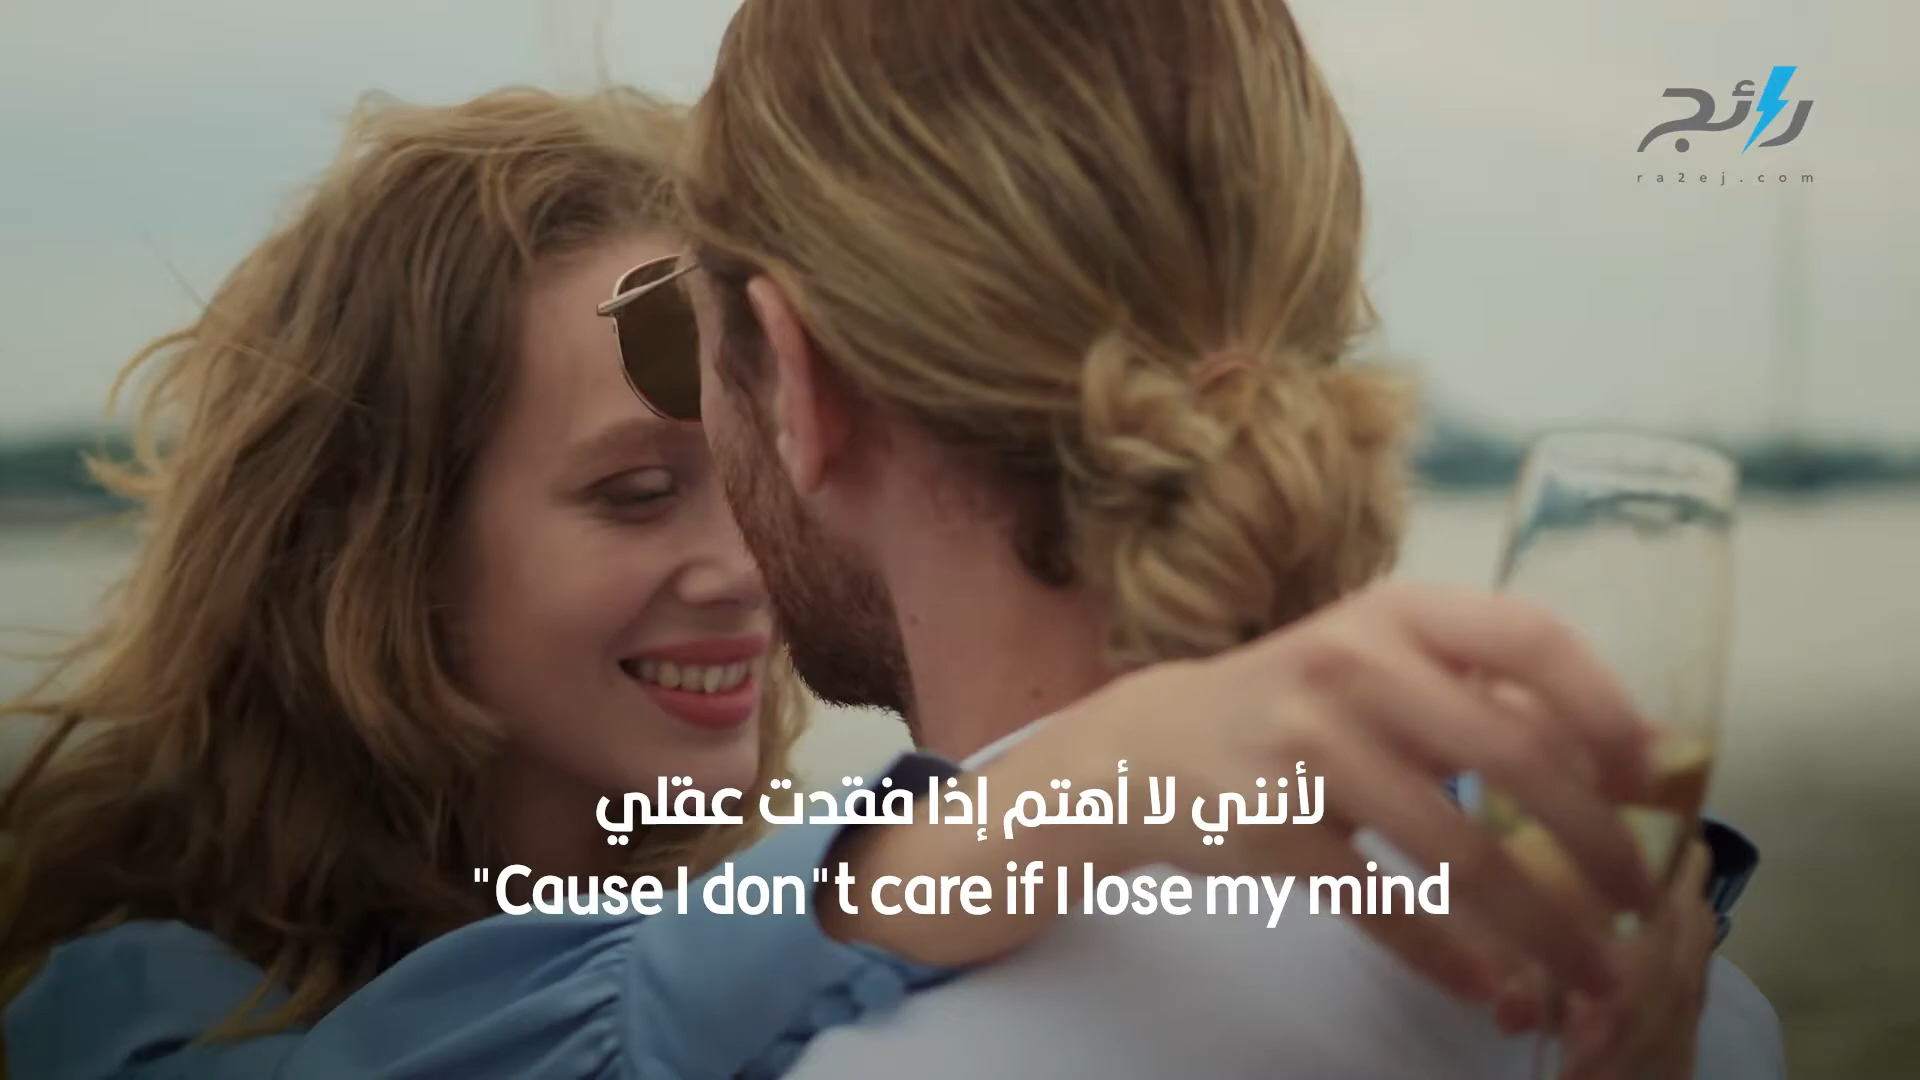 رائج
ra2ej.com
لأنني لا أهتم إذا فقدت عقلي
"Cause I don"t care if I lose my mind